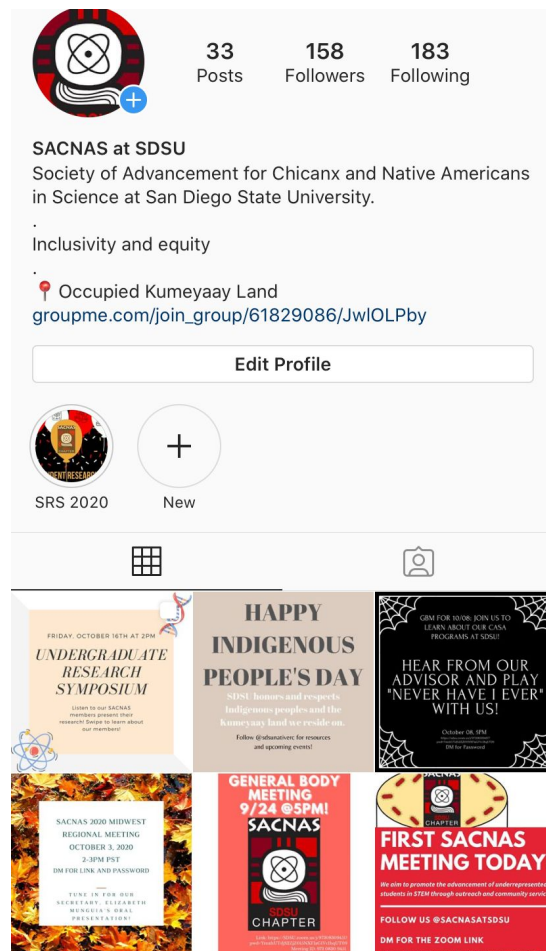 33
158
183
Posts
Followers
Following
SACNAS at SDSU
Society of Advancement for Chicanx and Native Americans
in Science at San Diego State University.
.
Inclusivity and equity
.
Occupied Kumeyaay Land
groupme.com/join_group/61829086/JwlOLPby
Edit Profile
SACNAS
SRS 2020
New
FRIDAY, OCTOBER 16TH AT 2PM
UNDERGRADUATE
RESEARCH
SYMPOSIUM
Listen to our SACNAS
members present their
research! Swipe to learn about
our members!
HAPPY
INDIGENOUS
PEOPLE'S DAY
SDSU honors and respects
Indigenous peoples and the
Kumeyaay land we reside on.
Follow @sdsunativerc for resources
and upcoming events!
GBM FOR 10/08: JOIN US TO
LEARN ABOUT OUR CASA
PROGRAMS AT SDSU!
HEAR FROM OUR
ADVISOR AND PLAY
"NEVER HAVE I EVER"
WITH US!
October 08, 5PM
DM for Password
SACNAS 2020 MIDWEST
REGIONAL MEETING
OCTOBER 3, 2020
2-3PM PST
DM FOR LINK AND PASSWORD
TUNE IN FOR OUR
SECRETARY, ELIZABETH
MUNGUIA'S ORAL
PRESENTATION!
GENERAL BODY
MEETING
9/24 @5PM!
SACNAS
SDSU
CHAPTER
SACNAS
SDSU
CHAPTER
FIRST SACNAS
MEETING TODAY
We aim to promote the advancement of underrepresente
students in STEM through outreach and community servic
FOLLOW US @SACNASATSDSU
DM FOR THE ZOOM LINK